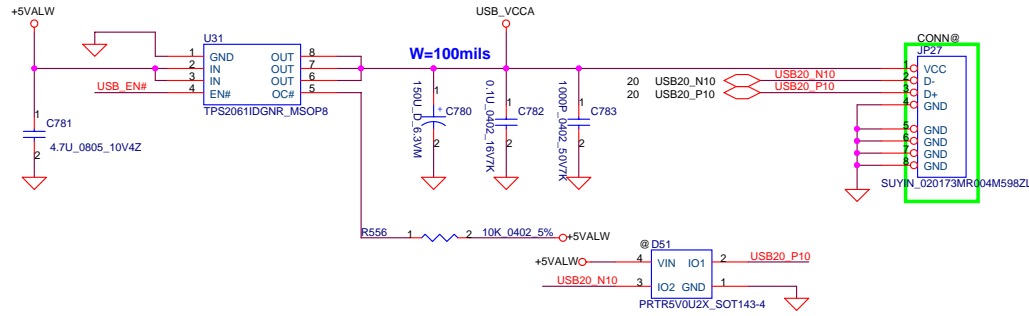 +5VALW
USB_VCCA
U31
1 GND OUT 8
2 IN OUT 7
3 IN OUT 6
4 EN# OC# 5
USB_EN#
TPS2061IDGNR_MSOP8
W=100mils
1
C781
2
4.7U_0805_10V4Z
1
+
C780
2
150U_D_6.3VM
1
C782
2
0.1U_0402_16V7K
1
C783
2
1000P_0402_50V7K
CONN@
JP27
20 USB20_N10
20 USB20_P10
USB20_N10
USB20_P10
1 VCC
2 D-
3 D+
4 GND
5 GND
6 GND
7 GND
8 GND
SUYIN_020173MR004M598ZL
R556 1 2 10K_0402_5% +5VALW
@ D51
+5VALW 4 VIN IO1 2 USB20_P10
USB20_N10 3 IO2 GND 1
PRTR5V0U2X_SOT143-4